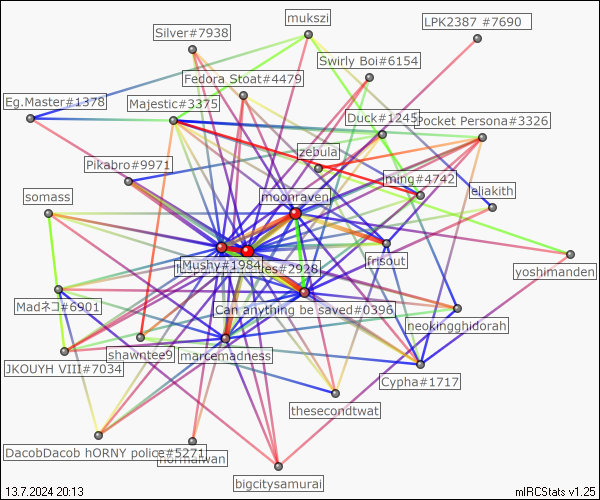 mukszi
LPK2387 #7690
Silver#7938
Swirly Boi#6154
Fedora Stoat#4479
Eg.Master#1378
Majestic#3375
Duck#1245
Pocket Persona#3326
zebula
Pikabro#9971
ming#4742
somass
moonraven
eliakith
Mushy#1984
tes#2928
frisout
yoshimanden
Madネコ#6901
Can anything be saved#0396
neokingghidorah
JKOUYH VIII#7034
shawntee9
marcemadness
Cypha#1717
thesecondtwat
DacobDacob hORNY police#5271
bigcitysamurai
13.7.2024 20:13
mIRCStats v1.25